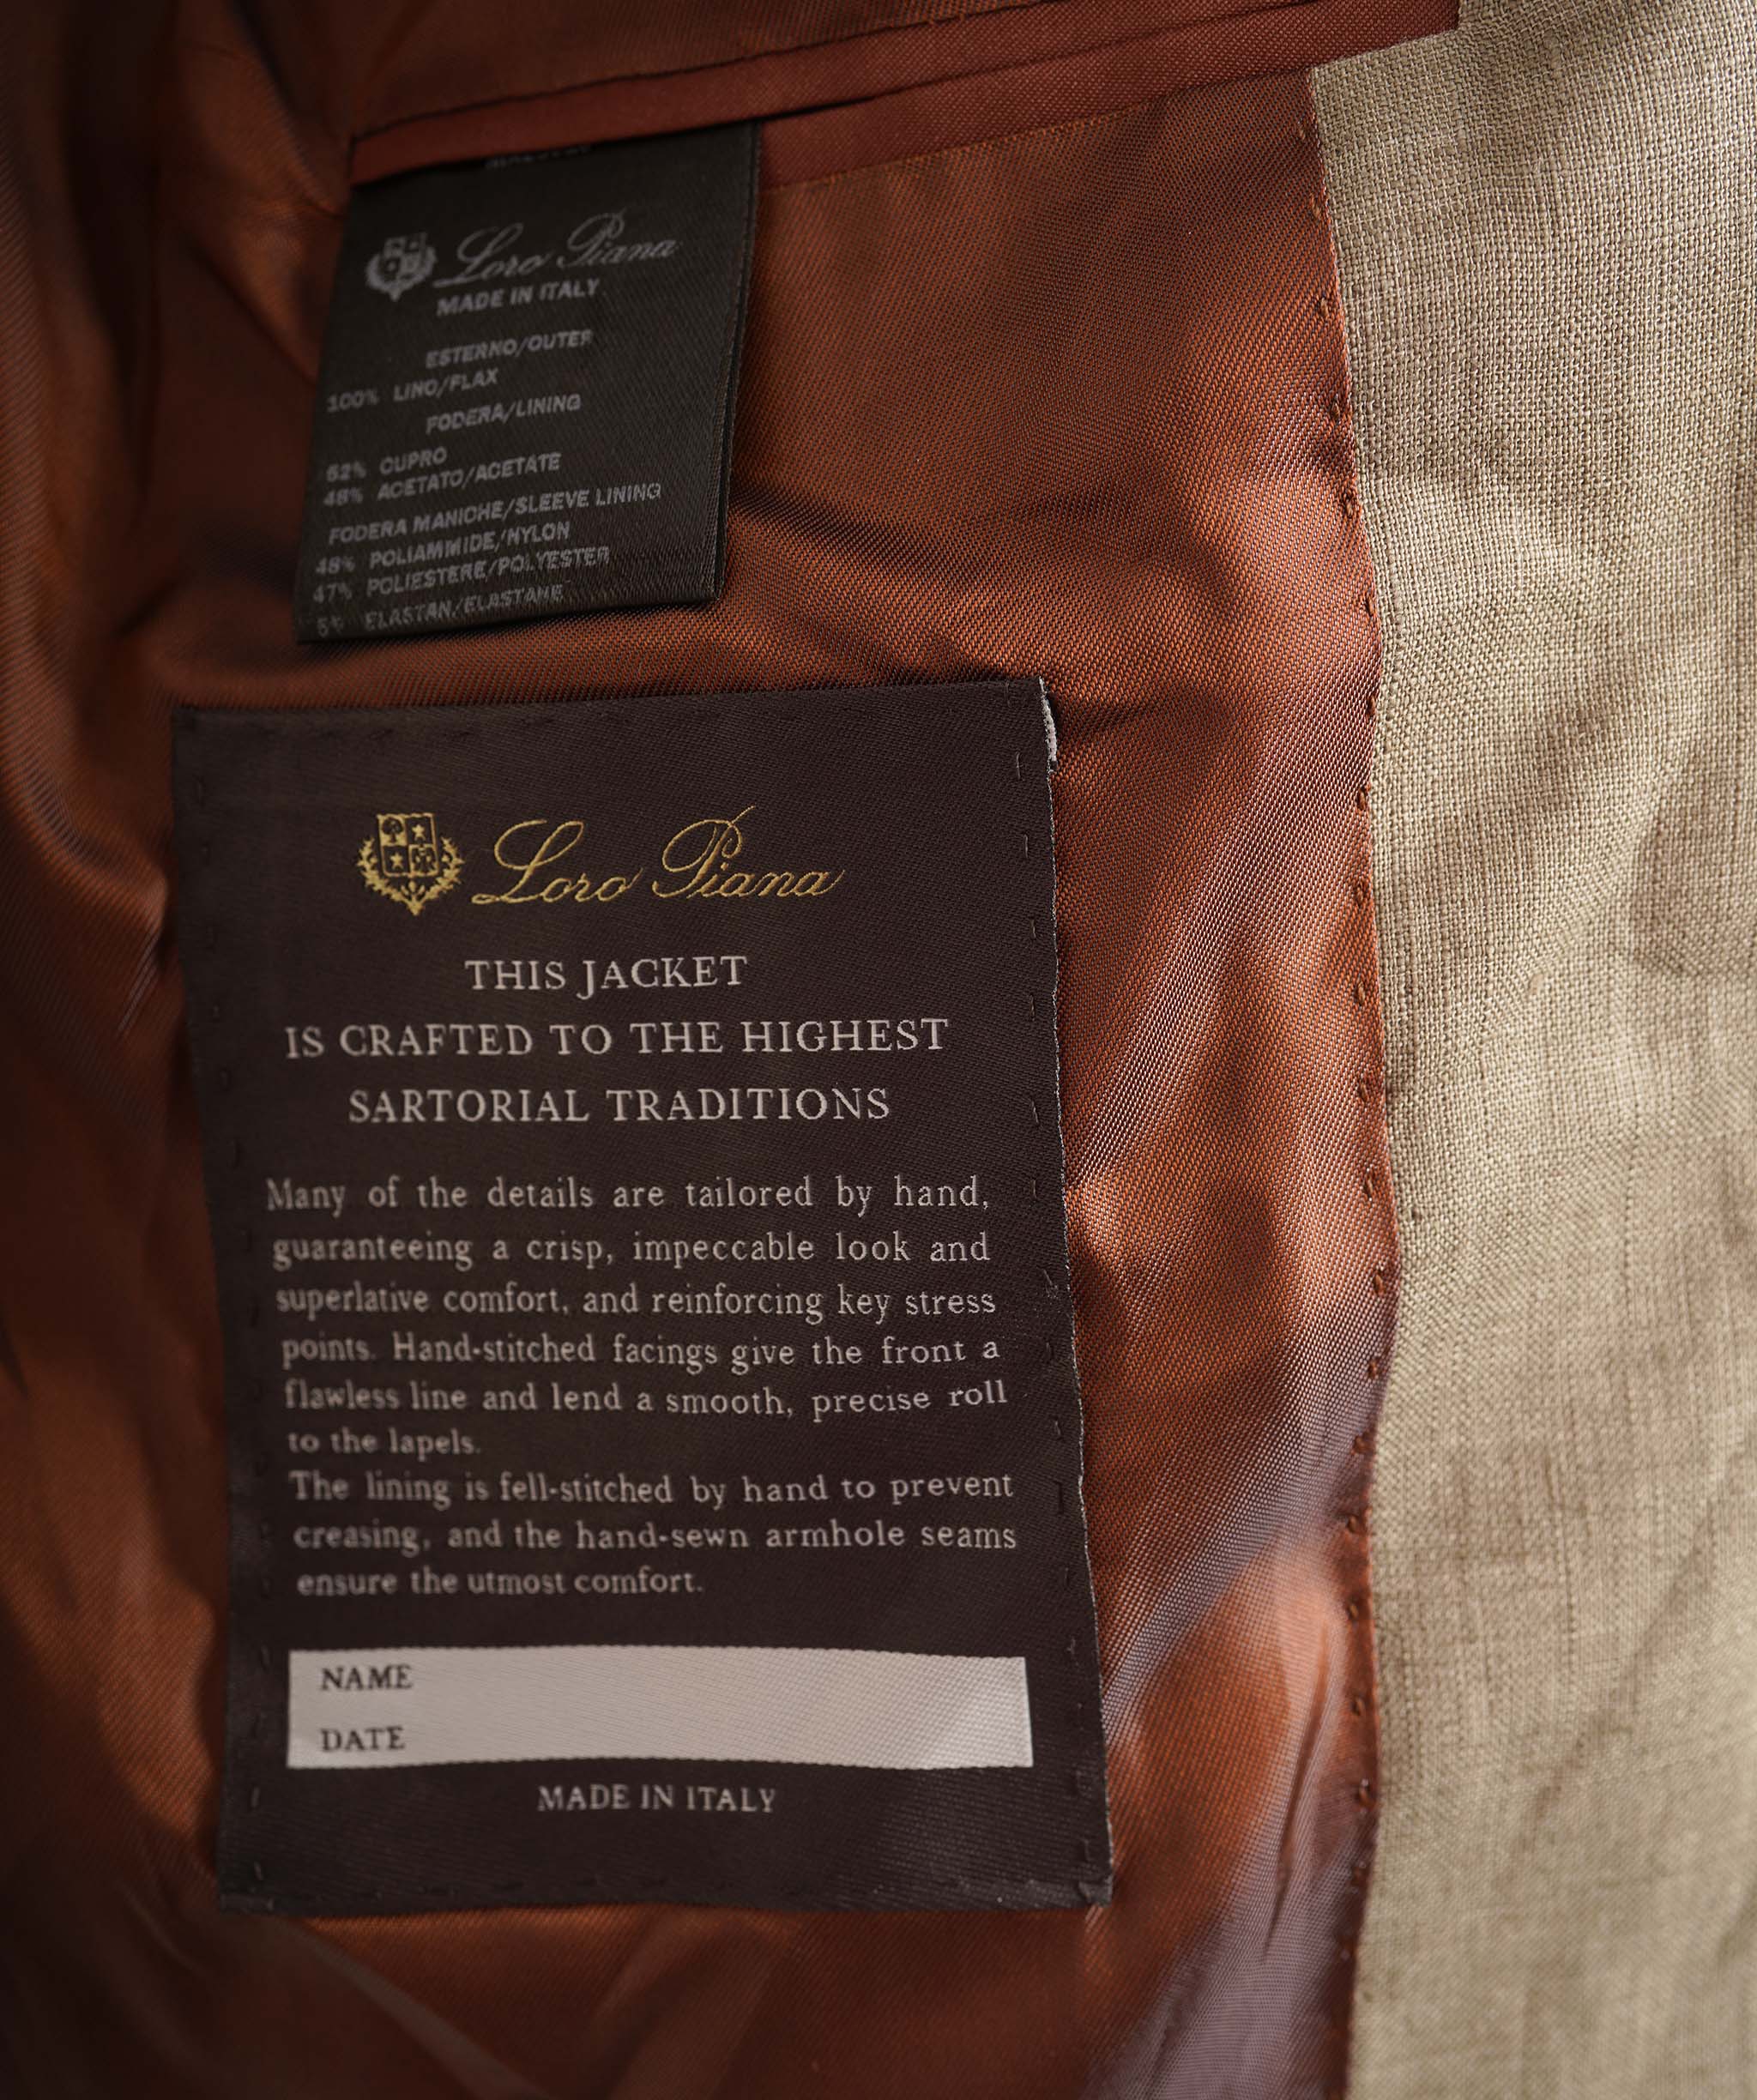 Loro Piana
MADE IN ITALY
ESTERNO/OUTER
100% LINO/FLAX
FODERA/LINING
52% CUPRO
48% ACETATO/ACETATE
FODERA MANICHE/SLEEVE LINING
48% POLIAMMIDE/NYLON
47% POLIESTERE/POLYESTER
5% ELASTAN/ELASTANE
Loro Piana
THIS JACKET
IS CRAFTED TO THE HIGHEST
SARTORIAL TRADITIONS
Many of the details are tailored by hand,
guaranteeing a crisp, impeccable look and
superlative comfort, and reinforcing key stress
points. Hand-stitched facings give the front a
flawless line and lend a smooth, precise roll
to the lapels.
The lining is fell-stitched by hand to prevent
creasing, and the hand-sewn armhole seams
ensure the utmost comfort.
NAME
DATE
MADE IN ITALY